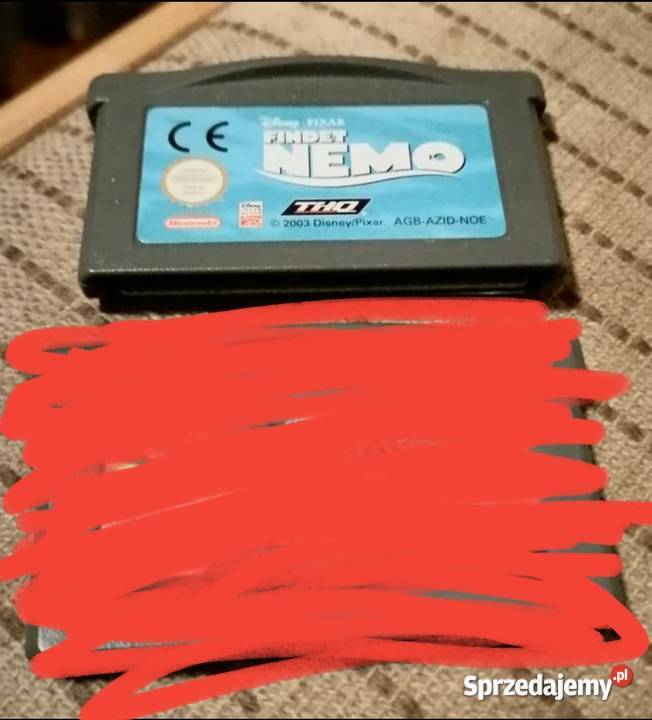 CE
Disney · PIXAR
FINDET
NEMO
Nintendo
THQ
© 2003 Disney/Pixar. AGB-AZID-NOE
Sprzedajemy.pl